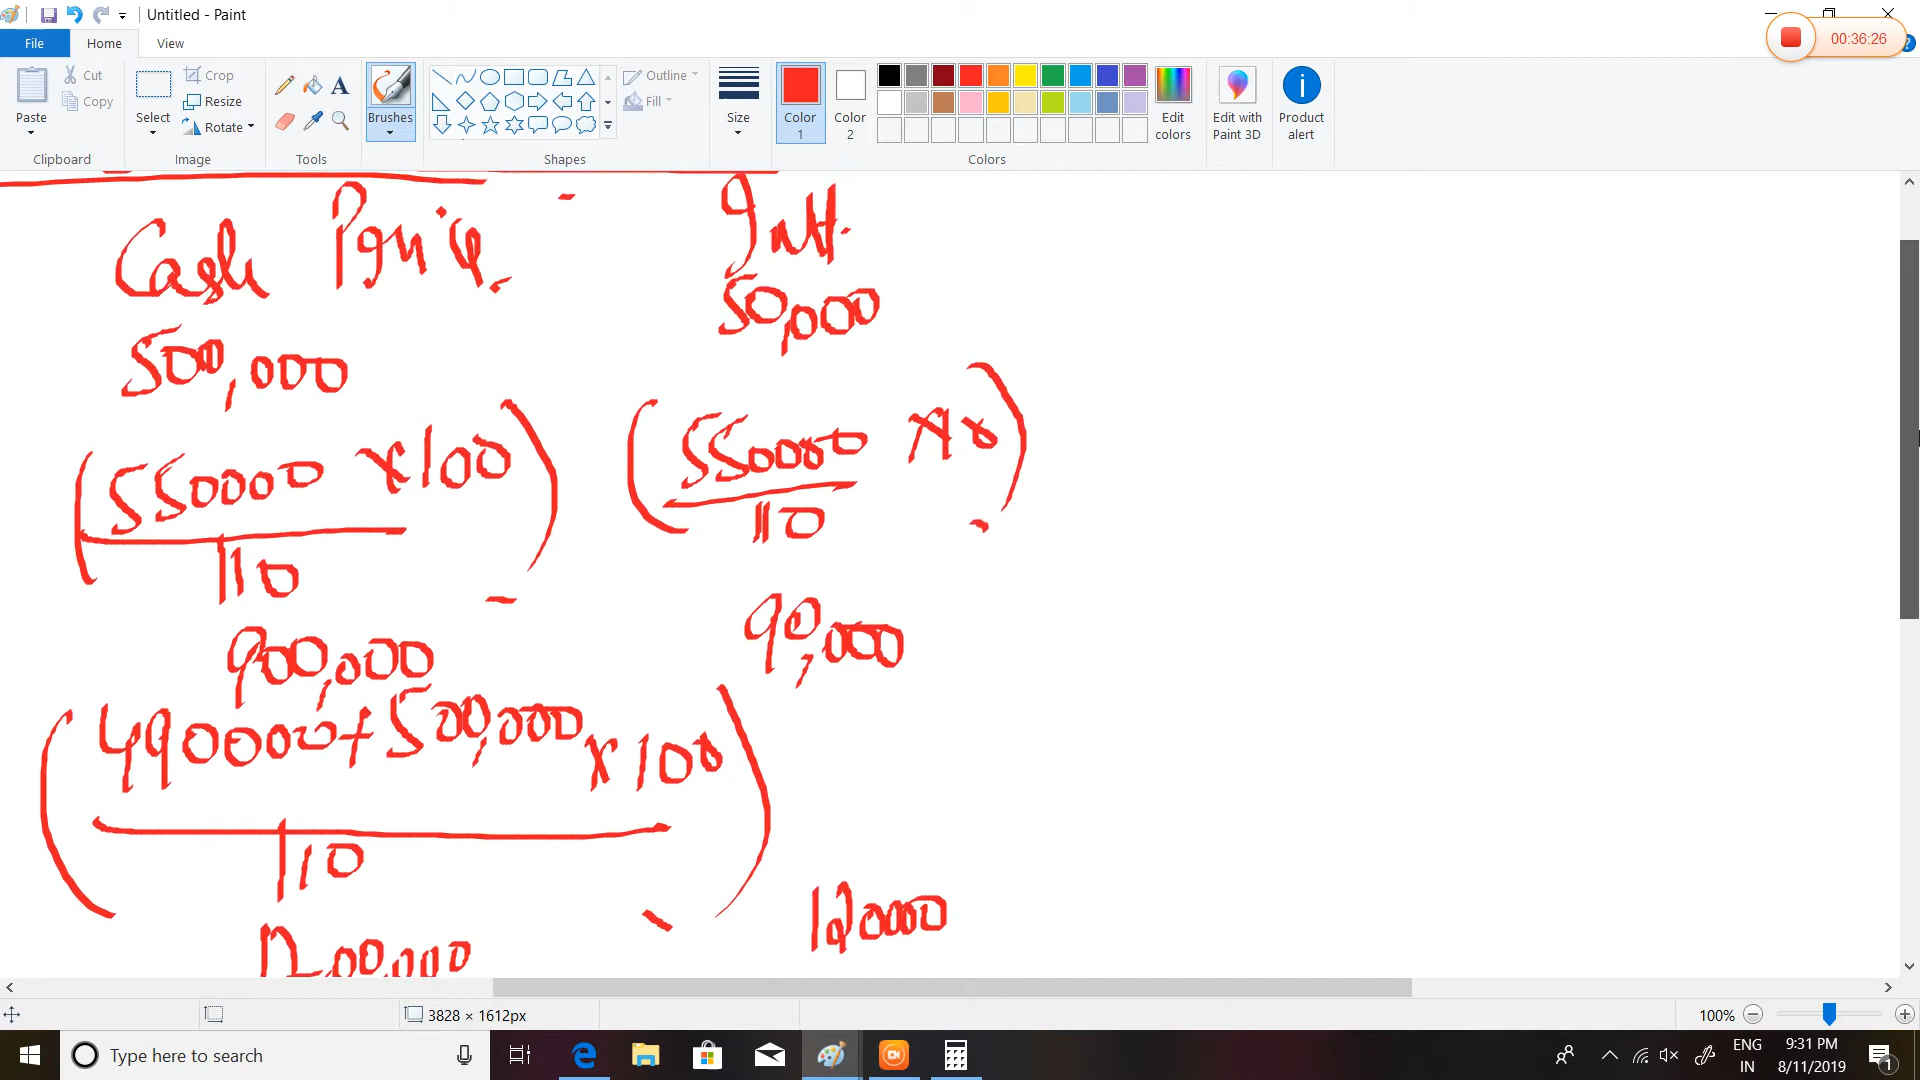 Untitled - Paint
00:36:26
File Home View
Cut
Copy
Paste
Clipboard
Select
Crop
Resize
Rotate
Image
Tools
Brushes
Outline
Fill
Shapes
Size
Color 1
Color 2
Colors
Edit colors
Edit with Paint 3D
Product alert
Cash
Intt.
50,000
500,000
(550000 x100)
110
(550000 x10)
110
900,000
90,000
(490000+500,000 x100)
110
120000
3828 × 1612px
100%
Type here to search
ENG
IN
9:31 PM
8/11/2019
1